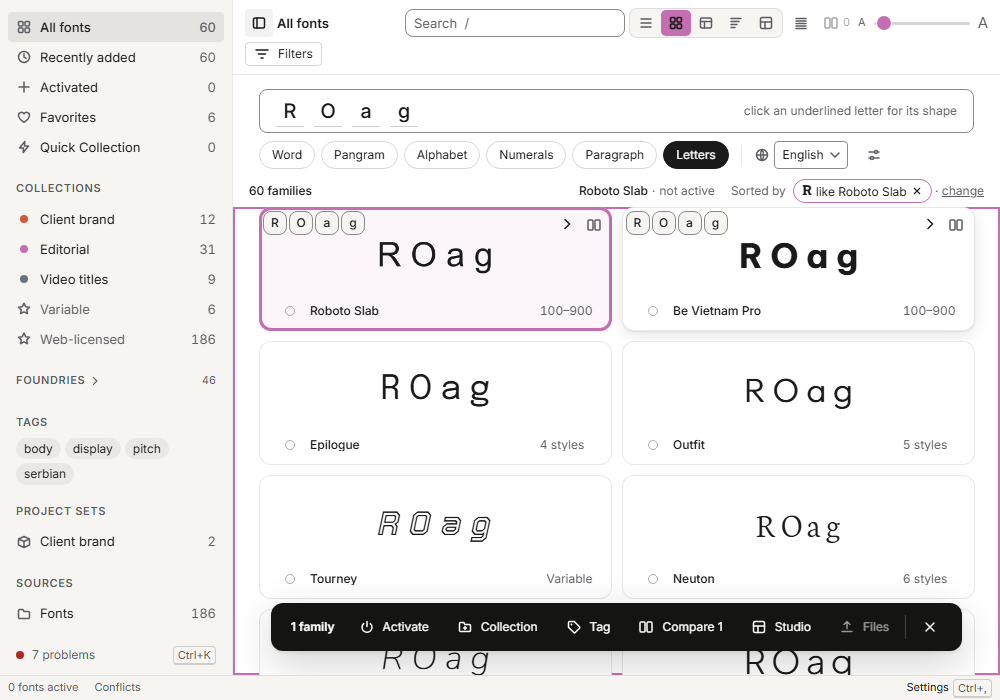 All fonts 60
Recently added 60
Activated 0
Favorites 6
Quick Collection 0
COLLECTIONS
Client brand 12
Editorial 31
Video titles 9
Variable 6
Web-licensed 186
FOUNDRIES 46
TAGS
body display pitch
serbian
PROJECT SETS
Client brand 2
SOURCES
Fonts 186
7 problems Ctrl+K
All fonts Search / 0 A A
Filters
R O a g click an underlined letter for its shape
Word Pangram Alphabet Numerals Paragraph Letters English
60 families Roboto Slab · not active Sorted by R like Roboto Slab × · change
R O a g
ROag
Roboto Slab 100–900
R O a g
ROag
Be Vietnam Pro 100–900
ROag
Epilogue 4 styles
ROag
Outfit 5 styles
ROag
Tourney Variable
ROag
Neuton 6 styles
1 family Activate Collection Tag Compare 1 Studio Files
ROag
ROag
0 fonts active Conflicts Settings Ctrl+,